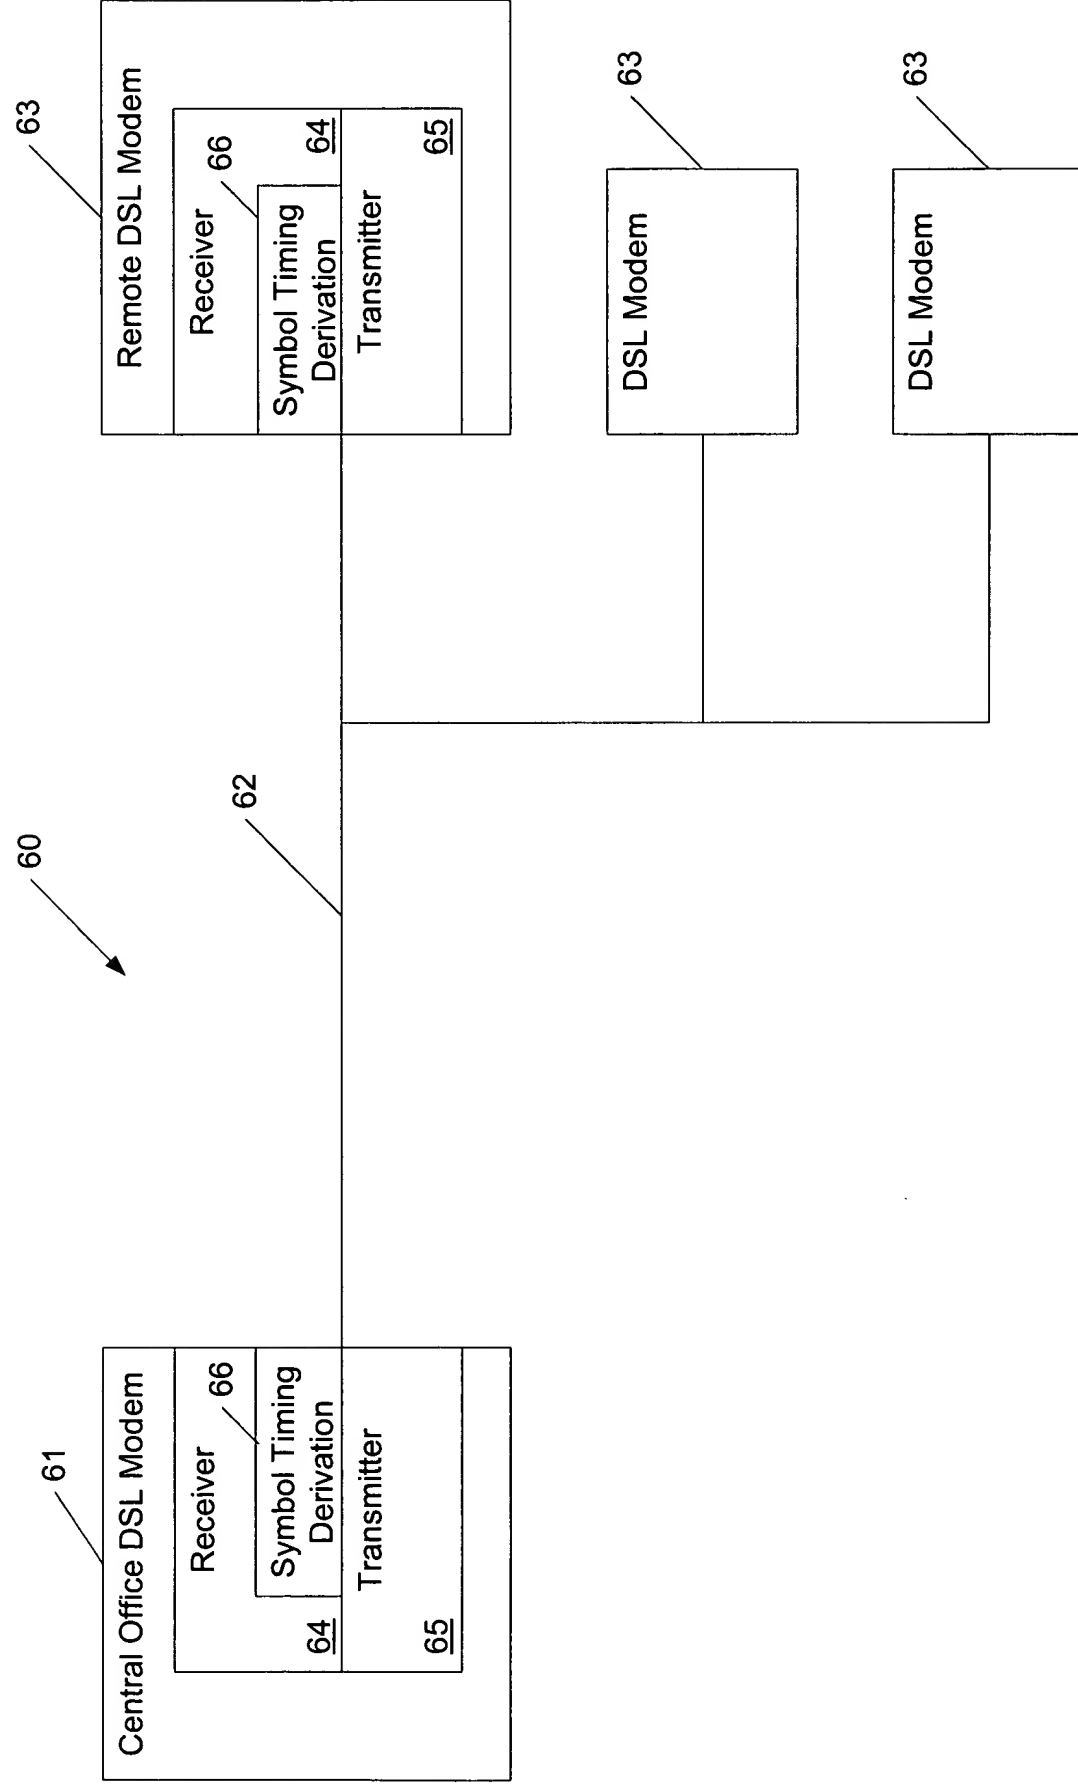 60
61
Central Office DSL Modem
Receiver
66
Symbol Timing
Derivation
64
Transmitter
65
62
63
Remote DSL Modem
Receiver
66
Symbol Timing
Derivation
64
Transmitter
65
63
DSL Modem
63
DSL Modem